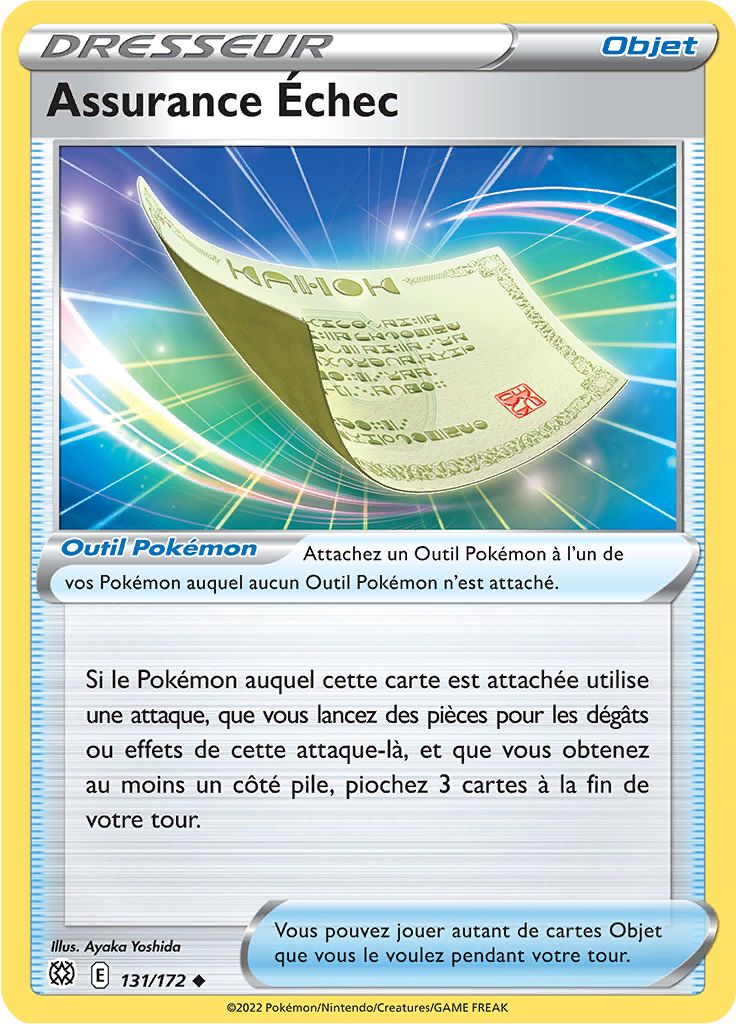 DRESSEUR
Objet
Assurance Échec
Outil Pokémon Attachez un Outil Pokémon à l'un de
vos Pokémon auquel aucun Outil Pokémon n'est attaché.
Si le Pokémon auquel cette carte est attachée utilise
une attaque, que vous lancez des pièces pour les dégâts
ou effets de cette attaque-là, et que vous obtenez
au moins un côté pile, piochez 3 cartes à la fin de
votre tour.
Vous pouvez jouer autant de cartes Objet
que vous le voulez pendant votre tour.
Illus. Ayaka Yoshida
E 131/172 ◆
©2022 Pokémon/Nintendo/Creatures/GAME FREAK